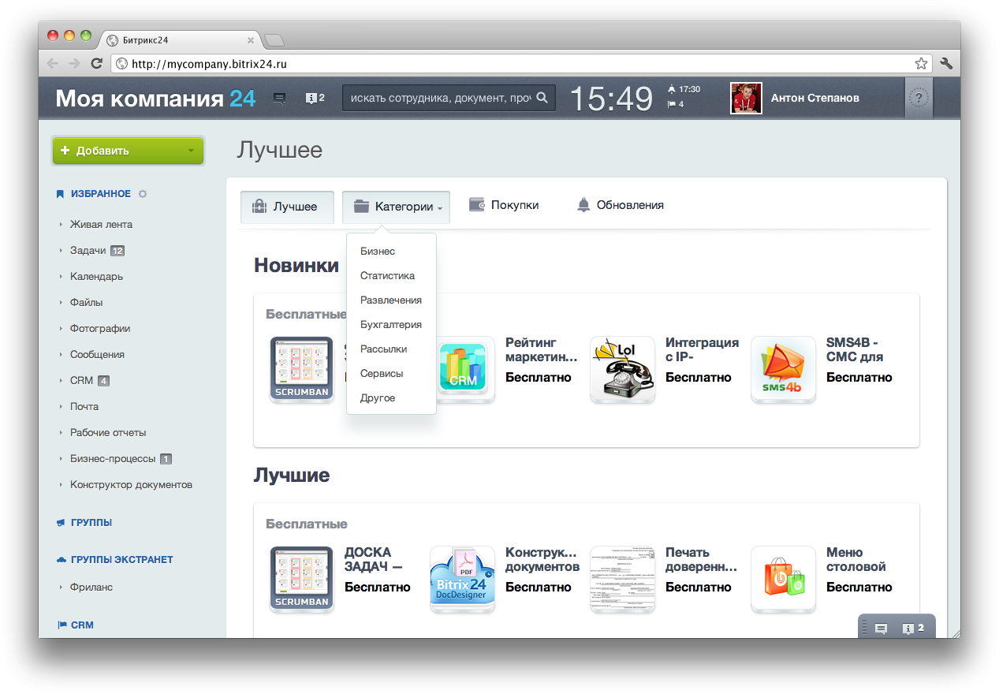 Битрикс24
http://mycompany.bitrix24.ru
Моя компания 24
2
искать сотрудника, документ, проч
15:49
17:30
4
Антон Степанов
?
+ Добавить
ИЗБРАННОЕ
Живая лента
Задачи 12
Календарь
Файлы
Фотографии
Сообщения
CRM 4
Почта
Рабочие отчеты
Бизнес-процессы 1
Конструктор документов
ГРУППЫ
ГРУППЫ ЭКСТРАНЕТ
Фриланс
CRM
Лучшее
Лучшее
Категории
Покупки
Обновления
Бизнес
Статистика
Развлечения
Бухгалтерия
Рассылки
Сервисы
Другое
Новинки
Бесплатные
SCRUMBAN
CRM
Рейтинг
маркетин...
Бесплатно
Lol
Интеграция
с IP-
Бесплатно
sms4b
SMS4B -
СМС для
Бесплатно
Лучшие
Бесплатные
SCRUMBAN
ДОСКА
ЗАДАЧ —
Бесплатно
PDF
Bitrix24
DocDesigner
Конструк...
документов
Бесплатно
Печать
доверенн...
Бесплатно
Меню
столовой
Бесплатно
2